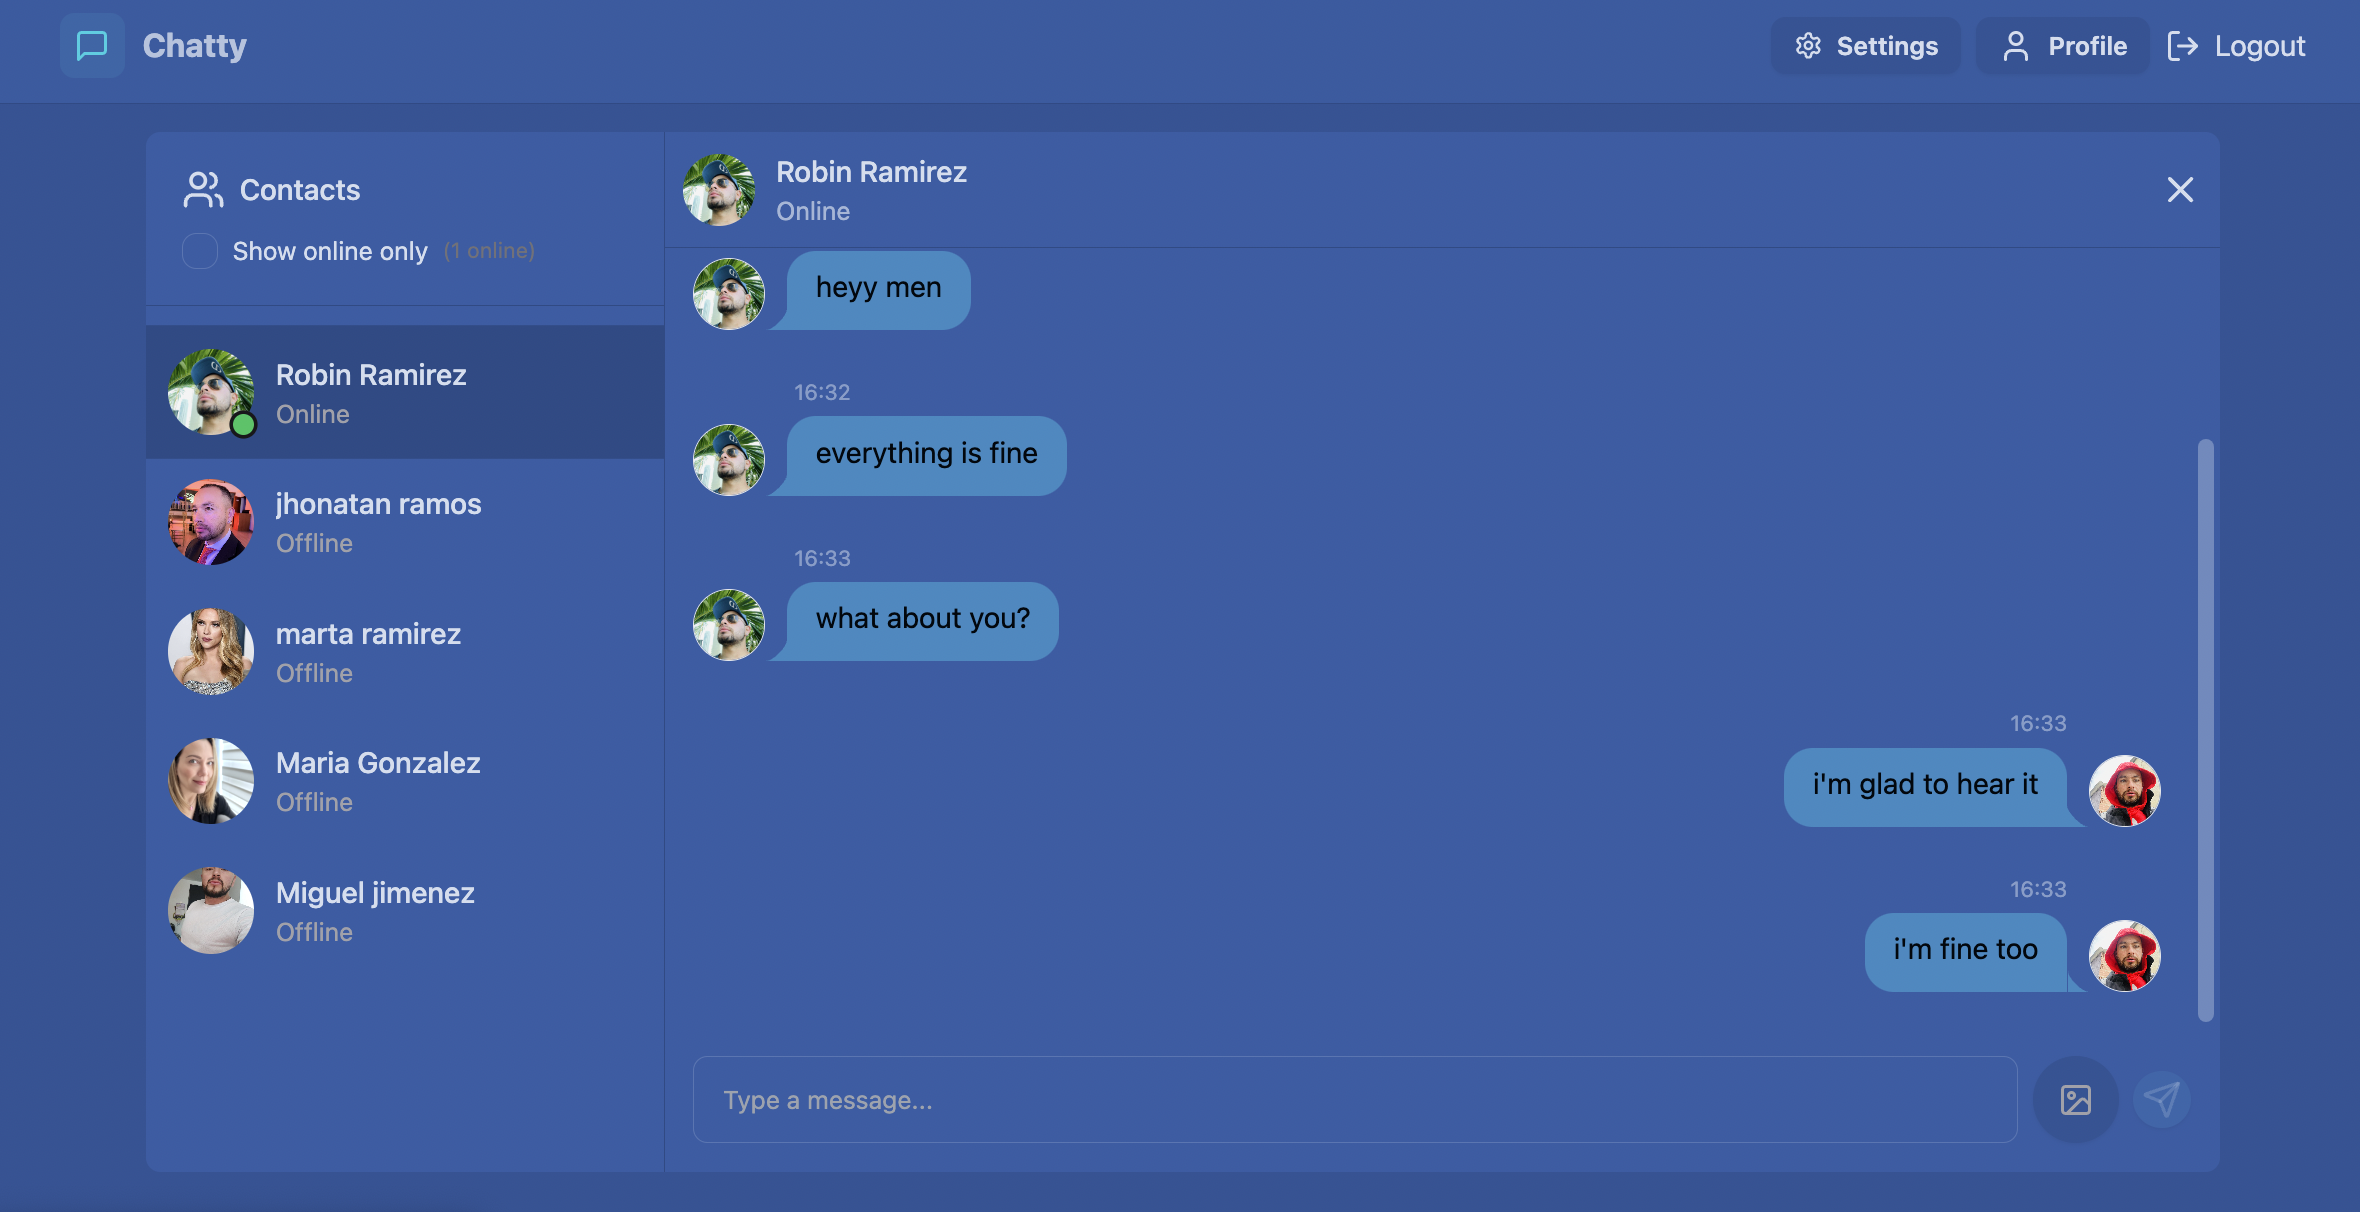 Chatty
Settings
Profile
Logout
Contacts
Show online only (1 online)
Robin Ramirez
Online
jhonatan ramos
Offline
marta ramirez
Offline
Maria Gonzalez
Offline
Miguel jimenez
Offline
Robin Ramirez
Online
heyy men
16:32
everything is fine
16:33
what about you?
16:33
i'm glad to hear it
16:33
i'm fine too
Type a message...